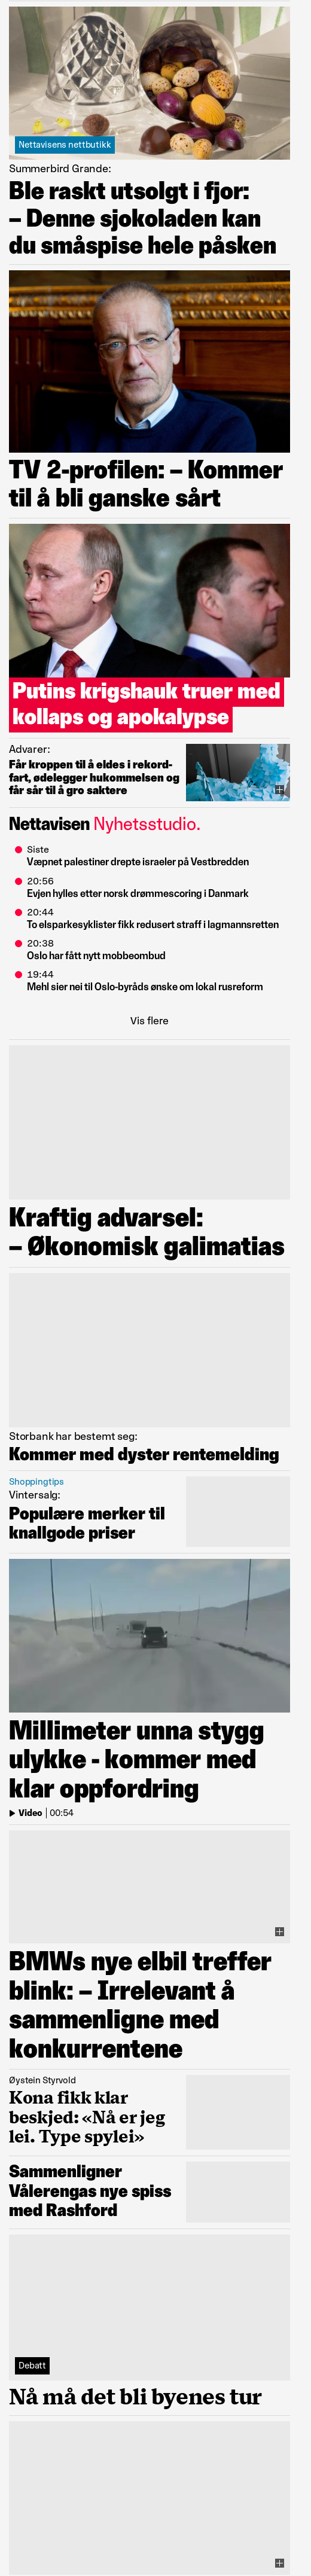 Nettavisens nettbutikk
Summerbird Grande:
Ble raskt utsolgt i fjor:
– Denne sjokoladen kan
du småspise hele påsken
TV 2-profilen: – Kommer
til å bli ganske sårt
Putins krigshauk truer med
kollaps og apokalypse
Advarer:
Får kroppen til å eldes i rekord-
fart, ødelegger hukommelsen og
får sår til å gro saktere
Nettavisen Nyhetsstudio.
Siste
Væpnet palestiner drepte israeler på Vestbredden
20:56
Evjen hylles etter norsk drømmescoring i Danmark
20:44
To elsparkesyklister fikk redusert straff i lagmannsretten
20:38
Oslo har fått nytt mobbeombud
19:44
Mehl sier nei til Oslo-byråds ønske om lokal rusreform
Vis flere
Kraftig advarsel:
– Økonomisk galimatias
Storbank har bestemt seg:
Kommer med dyster rentemelding
Shoppingtips
Vintersalg:
Populære merker til
knallgode priser
Millimeter unna stygg
ulykke - kommer med
klar oppfordring
Video | 00:54
BMWs nye elbil treffer
blink: – Irrelevant å
sammenligne med
konkurrentene
Øystein Styrvold
Kona fikk klar
beskjed: «Nå er jeg
lei. Type spylei»
Sammenligner
Vålerengas nye spiss
med Rashford
Debatt
Nå må det bli byenes tur